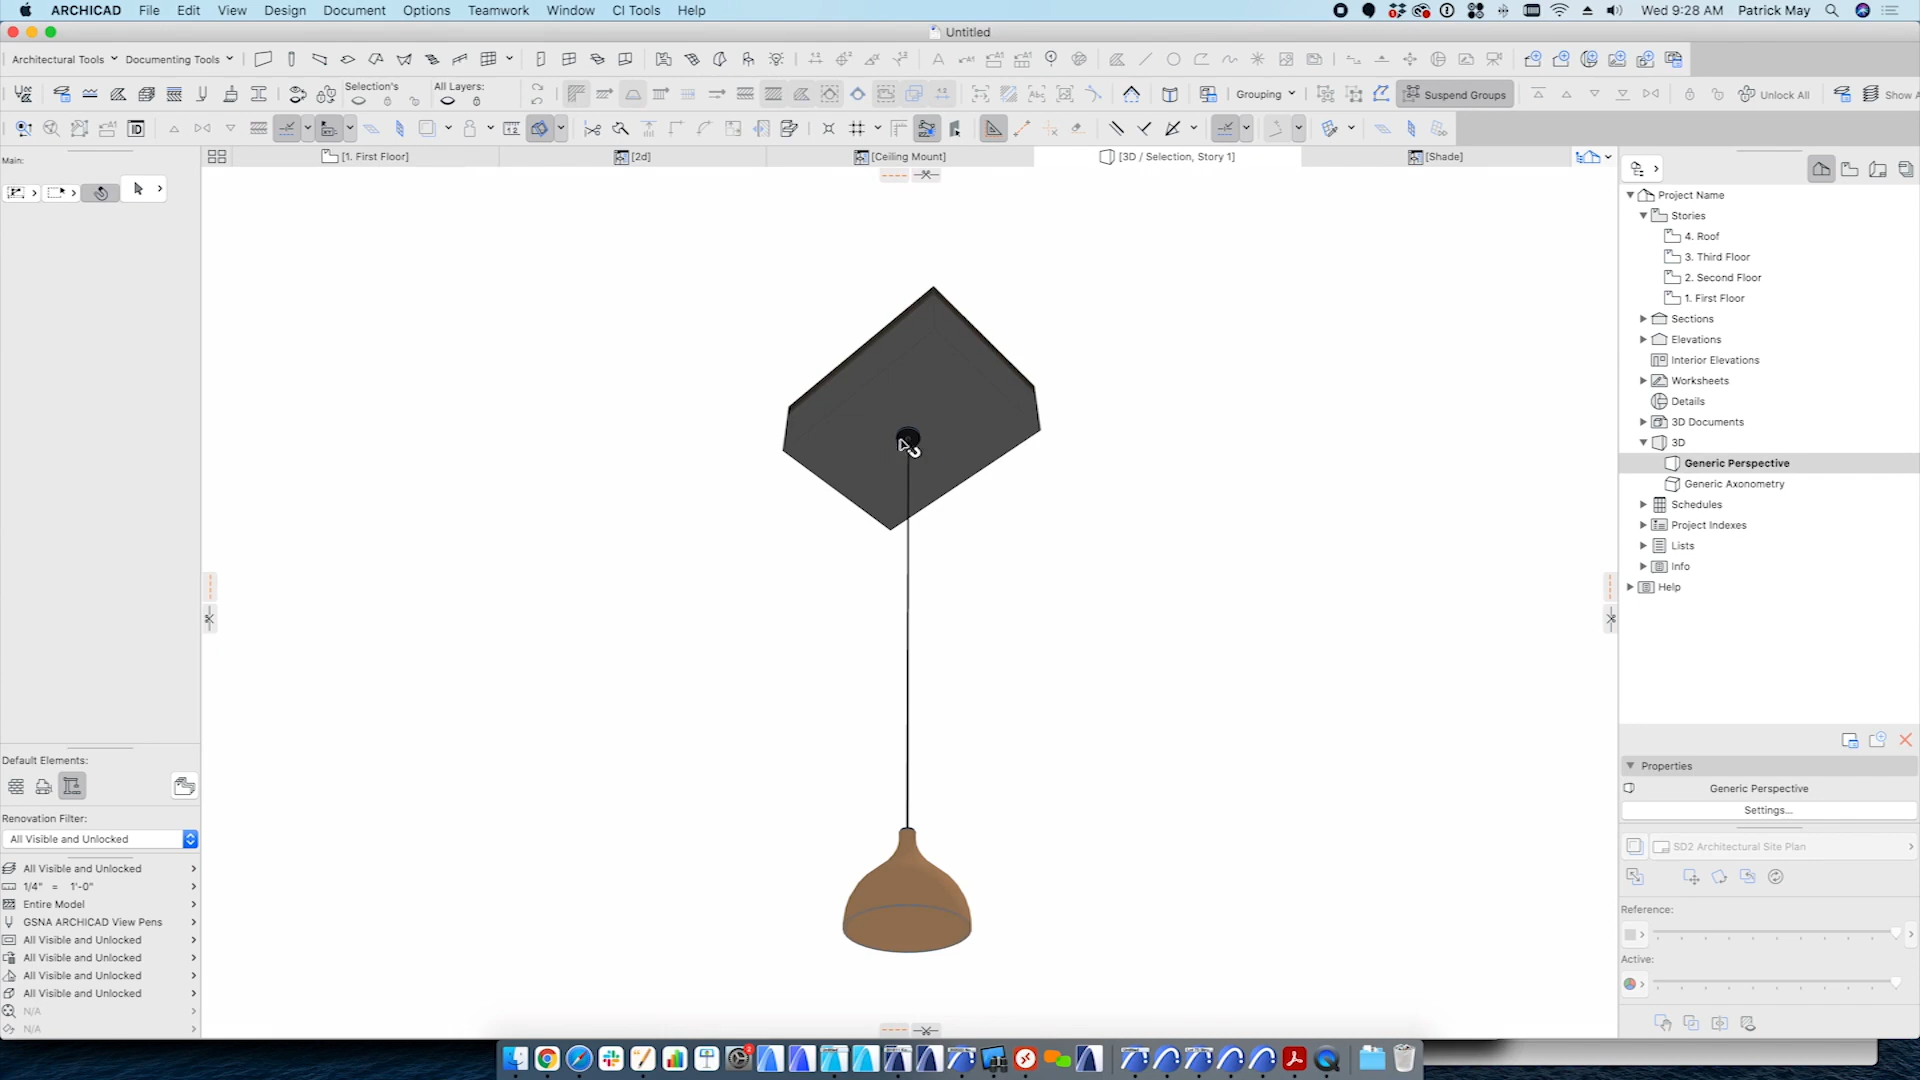 ARCHICAD File Edit View Design Document Options Teamwork Window CI Tools Help
Wed 9:28 AM Patrick May
Untitled
Architectural Tools Documenting Tools
Selection's
All Layers:
Grouping
Suspend Groups
Unlock All
Show A
[1. First Floor]
[2d]
[Ceiling Mount]
[3D / Selection, Story 1]
[Shade]
Main:
Project Name
Stories
4. Roof
3. Third Floor
2. Second Floor
1. First Floor
Sections
Elevations
Interior Elevations
Worksheets
Details
3D Documents
3D
Generic Perspective
Generic Axonometry
Schedules
Project Indexes
Lists
Info
Help
Default Elements:
Renovation Filter:
All Visible and Unlocked
All Visible and Unlocked
1/4" = 1'-0"
Entire Model
GSNA ARCHICAD View Pens
All Visible and Unlocked
All Visible and Unlocked
All Visible and Unlocked
All Visible and Unlocked
N/A
N/A
Properties
Generic Perspective
Settings...
SD2 Architectural Site Plan
Reference:
Active: